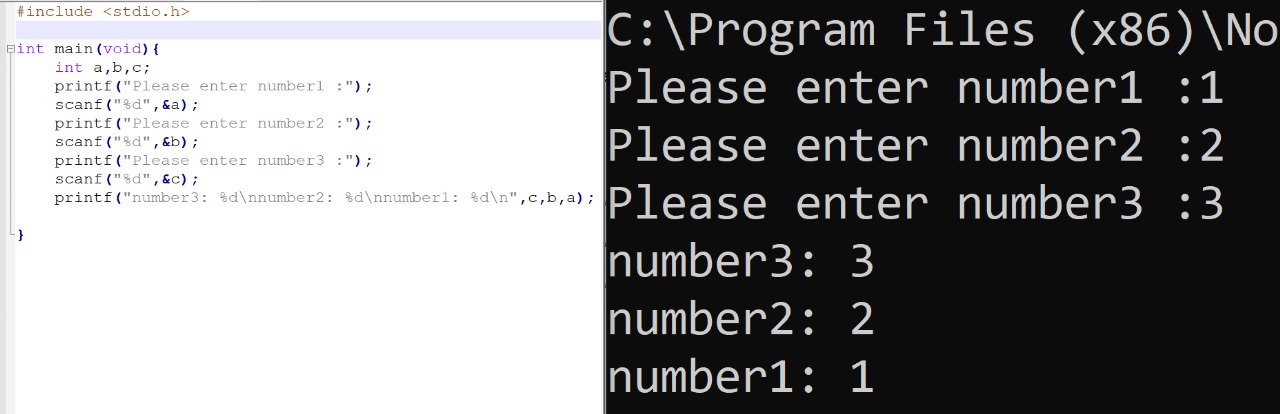 #include <stdio.h>
int main(void){
int a,b,c;
printf("Please enter number1 :");
scanf("%d",&a);
printf("Please enter number2 :");
scanf("%d",&b);
printf("Please enter number3 :");
scanf("%d",&c);
printf("number3: %d\nnumber2: %d\nnumber1: %d\n",c,b,a);
}
C:\Program Files (x86)\No
Please enter number1 :1
Please enter number2 :2
Please enter number3 :3
number3: 3
number2: 2
number1: 1